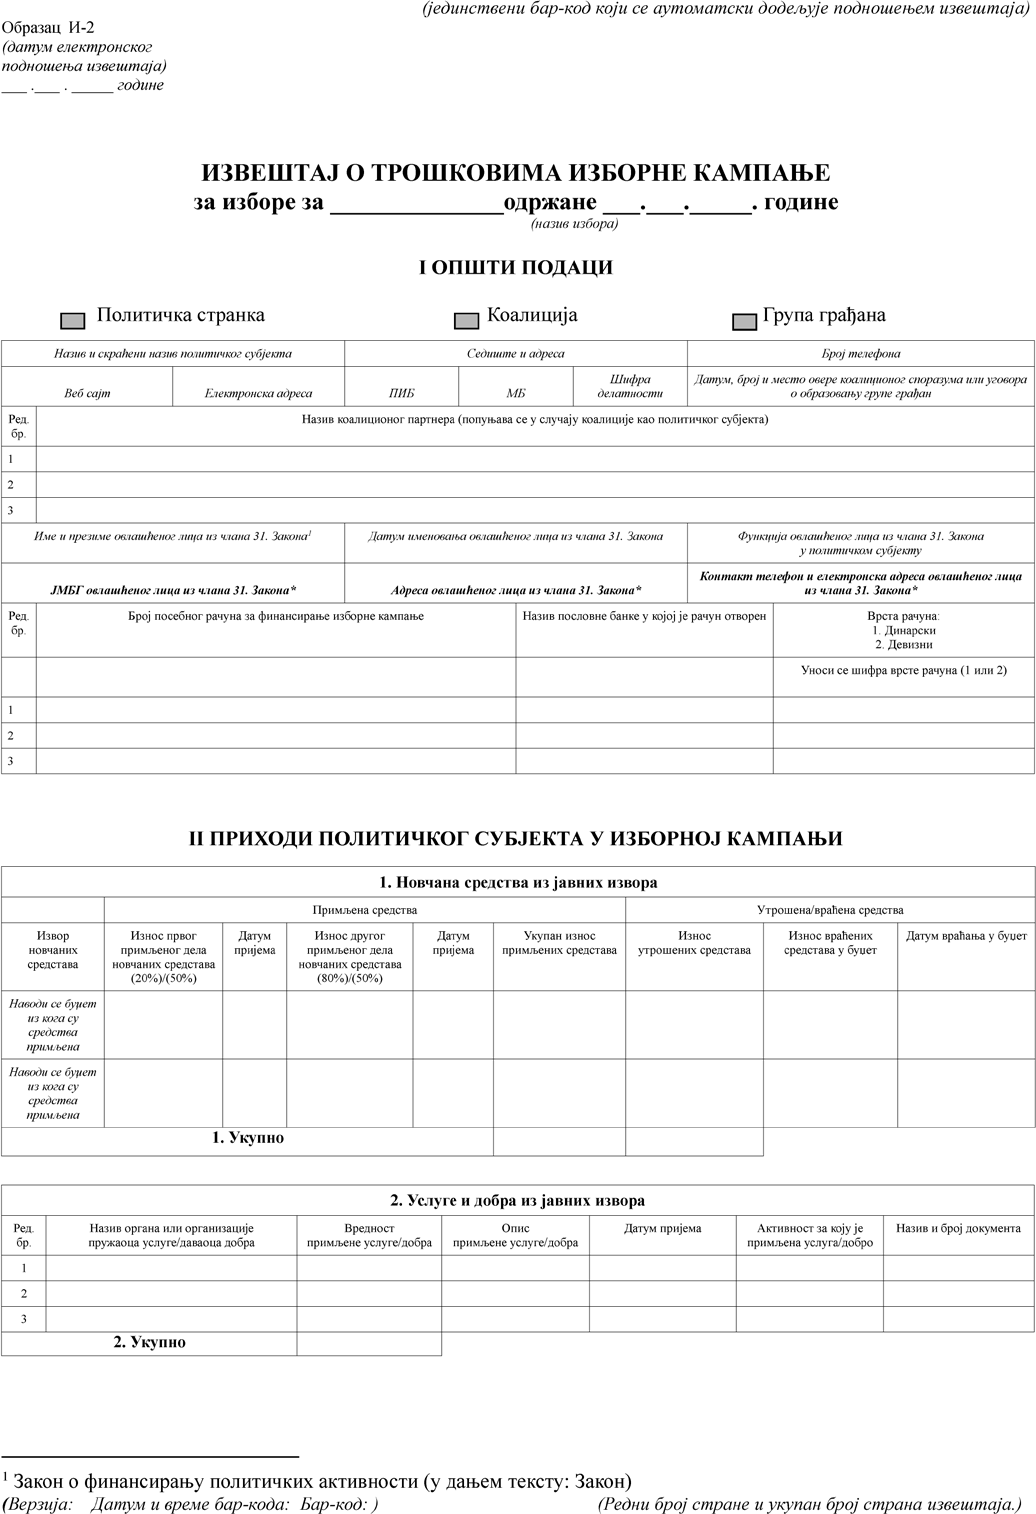 (јединствени бар-код који се аутоматски додељује подношењем извештаја)
Образац И-2
(датум електронског
подношења извештаја)
___ .___ . _____ године
ИЗВЕШТАЈ О ТРОШКОВИМА ИЗБОРНЕ КАМПАЊЕ
за изборе за ______________одржане ___.___._____. године
(назив избора)
I ОПШТИ ПОДАЦИ
Политичка странка Коалиција Група грађана
Назив и скраћени назив политичког субјекта Седиште и адреса Број телефона
Веб сајт Електронска адреса ПИБ МБ Шифра
делатности Датум, број и место овере коалиционог споразума или уговора
о образовању групе грађан
Ред.
бр. Назив коалиционог партнера (попуњава се у случају коалиције као политичког субјекта)
1
2
3
Име и презиме овлашћеног лица из члана 31. Закона1 Датум именовања овлашћеног лица из члана 31. Закона Функција овлашћеног лица из члана 31. Закона
у политичком субјекту
ЈМБГ овлашћеног лица из члана 31. Закона* Адреса овлашћеног лица из члана 31. Закона* Контакт телефон и електронска адреса овлашћеног лица
из члана 31. Закона*
Ред.
бр. Број посебног рачуна за финансирање изборне кампање Назив пословне банке у којој је рачун отворен Врста рачуна:
1. Динарски
2. Девизни
Уноси се шифра врсте рачуна (1 или 2)
1
2
3
II ПРИХОДИ ПОЛИТИЧКОГ СУБЈЕКТА У ИЗБОРНОЈ КАМПАЊИ
1. Новчана средства из јавних извора
Примљена средства Утрошена/враћена средства
Извор
новчаних
средстава
Износ првог
примљеног дела
новчаних средстава
(20%)/(50%)
Датум
пријема
Износ другог
примљеног дела
новчаних средстава
(80%)/(50%)
Датум
пријема
Укупан износ
примљених средстава
Износ
утрошених средстава
Износ враћених
средстава у буџет
Датум враћања у буџет
Наводи се буџет
из кога су
средства
примљена
Наводи се буџет
из кога су
средства
примљена
1. Укупно
2. Услуге и добра из јавних извора
Ред.
бр.
Назив органа или организације
пружаоца услуге/даваоца добра
Вредност
примљене услуге/добра
Опис
примљене услуге/добра
Датум пријема
Активност за коју је
примљена услуга/добро
Назив и број документа
1
2
3
2. Укупно
1 Закон о финансирању политичких активности (у дањем тексту: Закон)
(Верзија: Датум и време бар-кода: Бар-код: ) (Редни број стране и укупан број страна извештаја.)